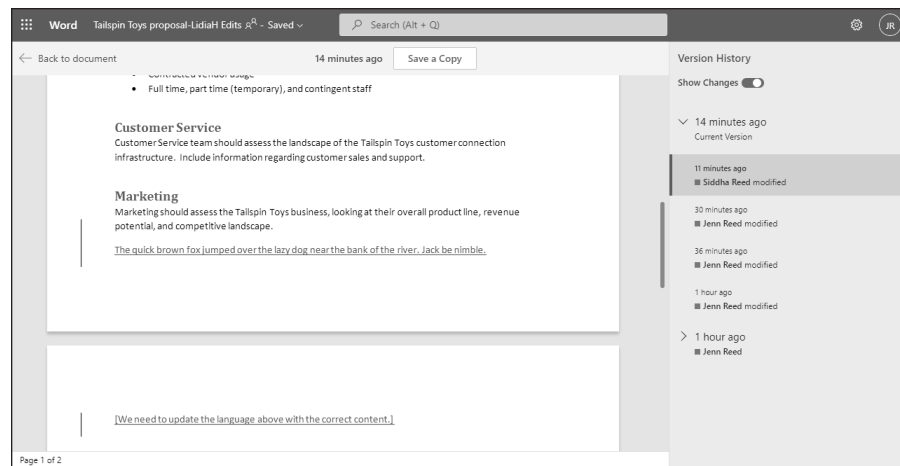 Word Tailspin Toys proposal-LidiaH Edits - Saved Search (Alt + Q) JR
Back to document 14 minutes ago Save a Copy
Contracted vendor usage
• Full time, part time (temporary), and contingent staff
Customer Service
Customer Service team should assess the landscape of the Tailspin Toys customer connection
infrastructure. Include information regarding customer sales and support.
Marketing
Marketing should assess the Tailspin Toys business, looking at their overall product line, revenue
potential, and competitive landscape.
The quick brown fox jumped over the lazy dog near the bank of the river. Jack be nimble.
[We need to update the language above with the correct content.]
Page 1 of 2
Version History
Show Changes
14 minutes ago
Current Version
11 minutes ago
Siddha Reed modified
30 minutes ago
Jenn Reed modified
36 minutes ago
Jenn Reed modified
1 hour ago
Jenn Reed modified
1 hour ago
Jenn Reed